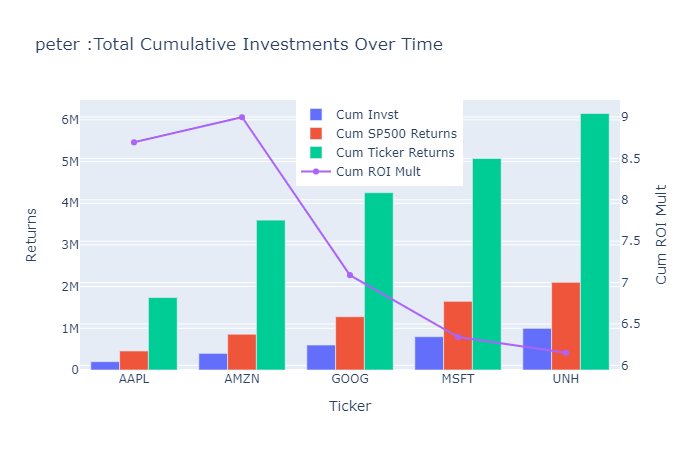 peter :Total Cumulative Investments Over Time
Cum Invst
Cum SP500 Returns
Cum Ticker Returns
Cum ROI Mult
6M
5M
4M
3M
2M
1M
0
Returns
9
8.5
8
7.5
7
6.5
6
Cum ROI Mult
AAPL
AMZN
GOOG
MSFT
UNH
Ticker